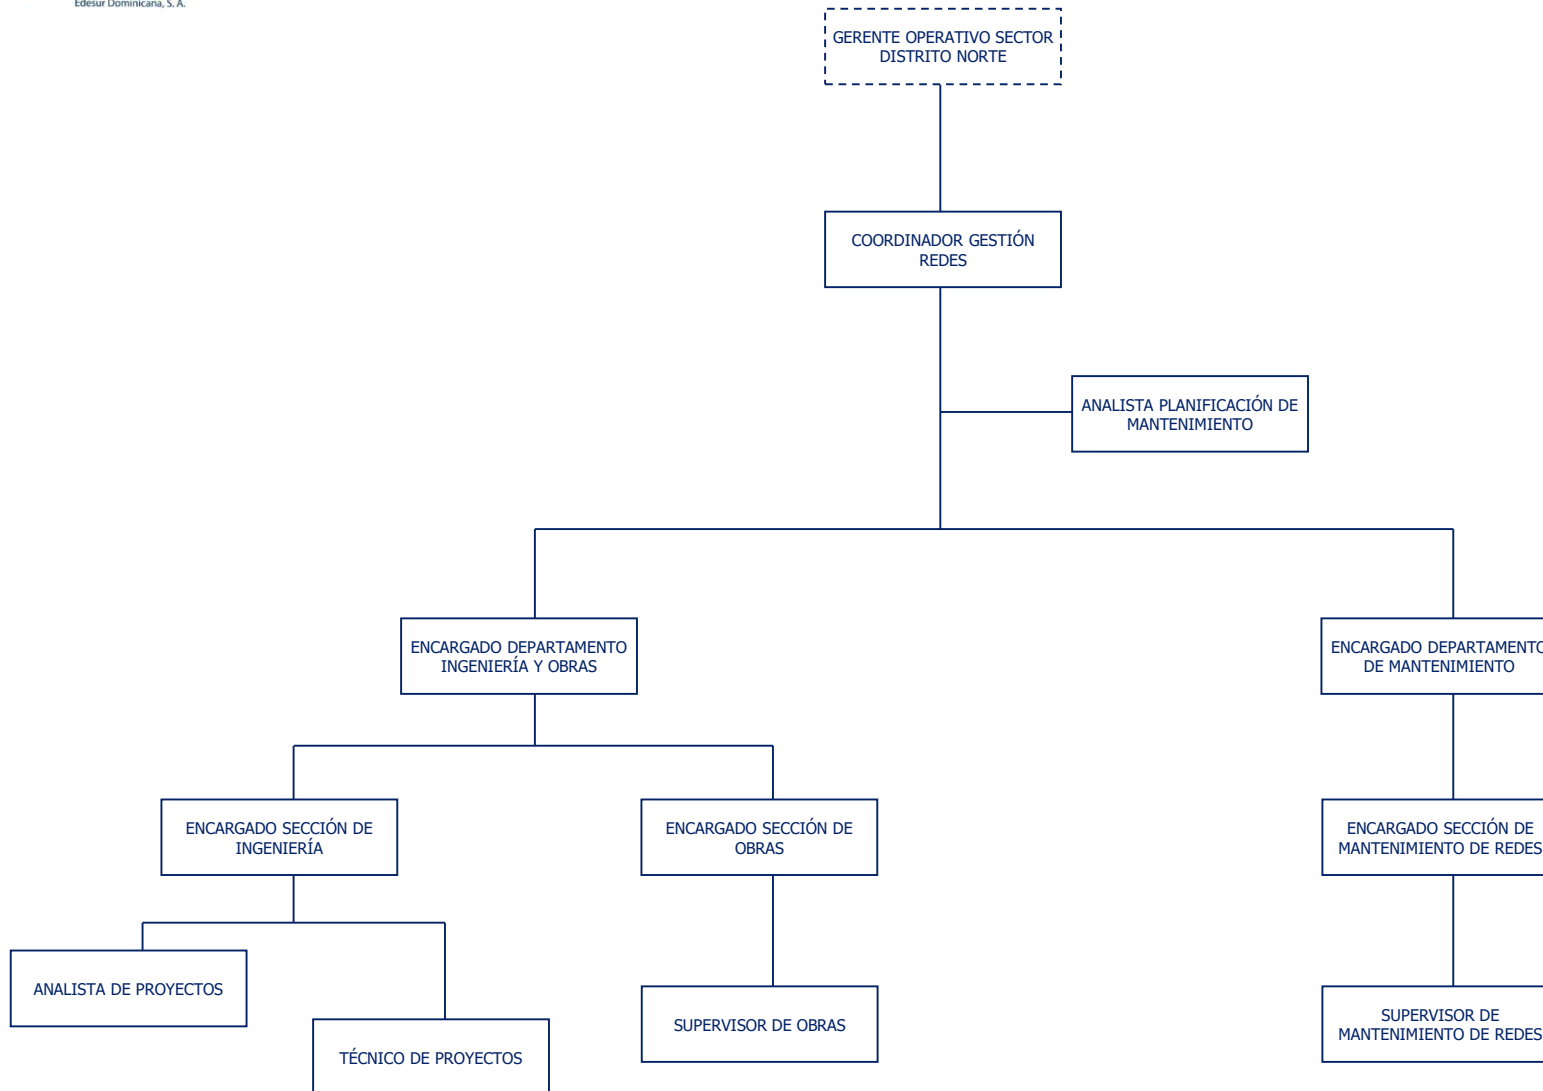 Edesur Dominicana, S. A.
GERENTE OPERATIVO SECTOR
DISTRITO NORTE
COORDINADOR GESTIÓN
REDES
ANALISTA PLANIFICACIÓN DE
MANTENIMIENTO
ENCARGADO DEPARTAMENTO
INGENIERÍA Y OBRAS
ENCARGADO DEPARTAMENTO
DE MANTENIMIENTO
ENCARGADO SECCIÓN DE
INGENIERÍA
ENCARGADO SECCIÓN DE
OBRAS
ENCARGADO SECCIÓN DE
MANTENIMIENTO DE REDES
ANALISTA DE PROYECTOS
TÉCNICO DE PROYECTOS
SUPERVISOR DE OBRAS
SUPERVISOR DE
MANTENIMIENTO DE REDES